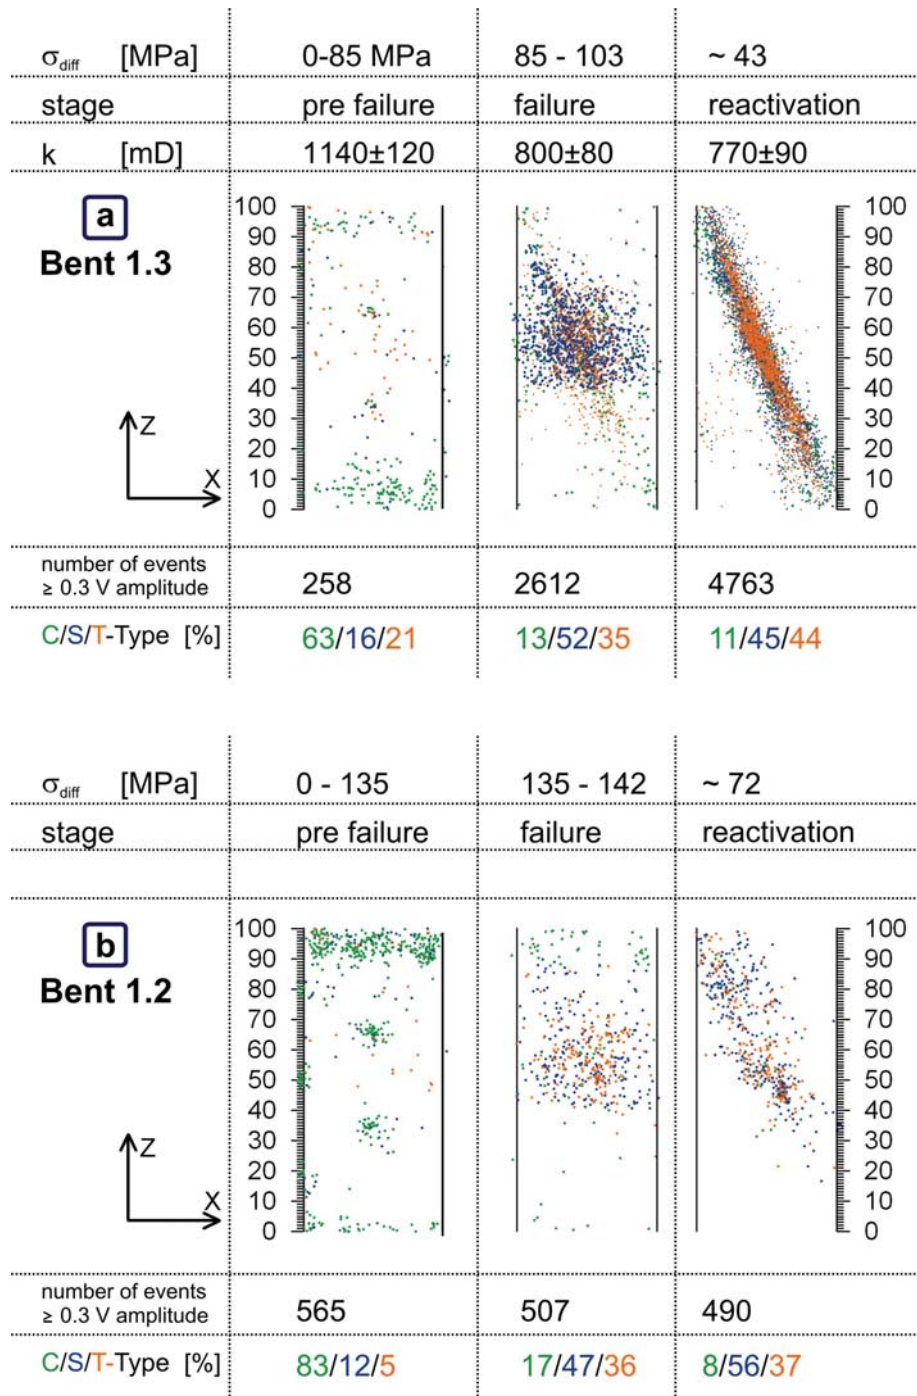 σdiff [MPa] 0-85 MPa 85 - 103 ~ 43
stage pre failure failure reactivation
k [mD] 1140±120 800±80 770±90
a
Bent 1.3
100 100
90 90
80 80
70 70
60 60
50 50
40 40
30 30
20 20
10 10
0 0
Z
X
number of events
≥ 0.3 V amplitude 258 2612 4763
C/S/T-Type [%] 63/16/21 13/52/35 11/45/44
σdiff [MPa] 0 - 135 135 - 142 ~ 72
stage pre failure failure reactivation
b
Bent 1.2
100 100
90 90
80 80
70 70
60 60
50 50
40 40
30 30
20 20
10 10
0 0
Z
X
number of events
≥ 0.3 V amplitude 565 507 490
C/S/T-Type [%] 83/12/5 17/47/36 8/56/37